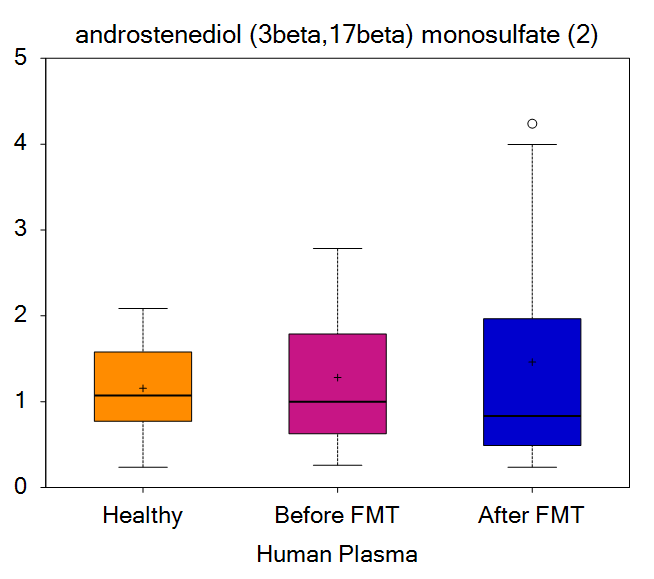 androstenediol (3beta,17beta) monosulfate (2)
5
4
3
2
1
0
Healthy Before FMT After FMT
Human Plasma